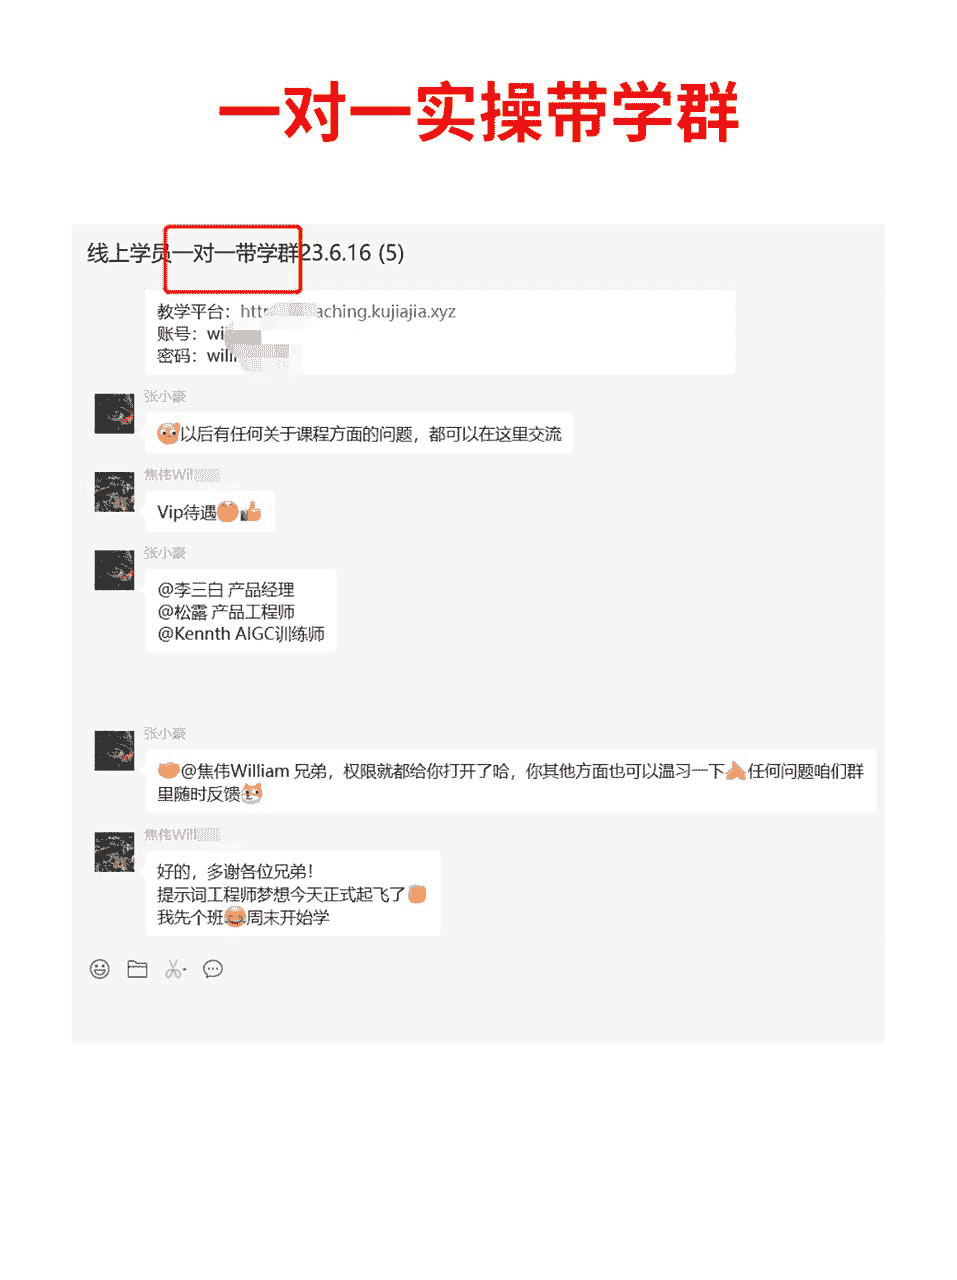 一对一实操带学群
线上学员一对一带学群23.6.16 (5)
教学平台：htt aching.kujiajia.xyz
账号：wi
密码：willi
张小豪
以后有任何关于课程方面的问题，都可以在这里交流
焦伟Wil
Vip待遇
张小豪
@李三白 产品经理
@松露 产品工程师
@Kennth AIGC训练师
张小豪
@焦伟William 兄弟，权限就都给你打开了哈，你其他方面也可以温习一下任何问题咱们群
里随时反馈
焦伟Will
好的，多谢各位兄弟！
提示词工程师梦想今天正式起飞了
我先个班周末开始学